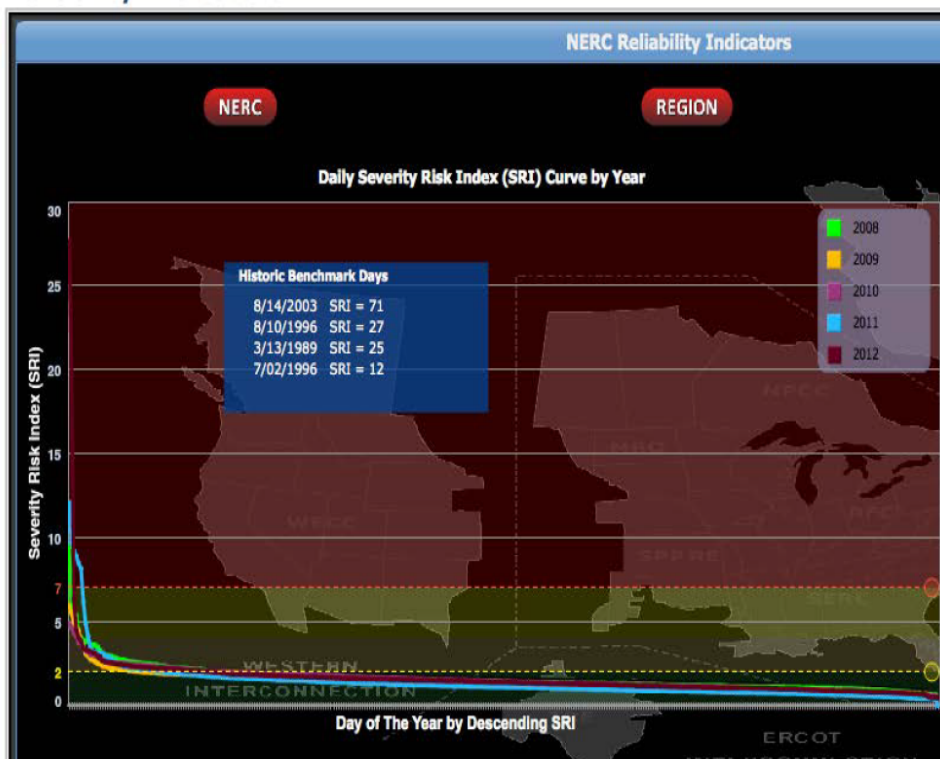 NERC Reliability Indicators
NERC
REGION
Daily Severity Risk Index (SRI) Curve by Year
Severity Risk Index (SRI)
30
25
20
15
10
7
5
2
0
Historic Benchmark Days
8/14/2003 SRI = 71
8/10/1996 SRI = 27
3/13/1989 SRI = 25
7/02/1996 SRI = 12
2008
2009
2010
2011
2012
NPCC
MRO
WECC
RFC
SPP RE
SERC
WESTERN
INTERCONNECTION
Day of The Year by Descending SRI
ERCOT